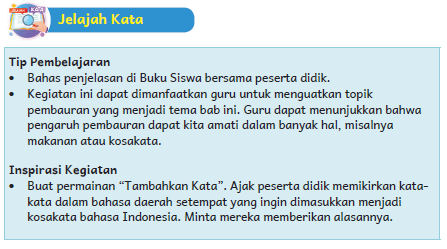 JELAJAH KATA
Jelajah Kata
Tip Pembelajaran
• Bahas penjelasan di Buku Siswa bersama peserta didik.
• Kegiatan ini dapat dimanfaatkan guru untuk menguatkan topik
pembauran yang menjadi tema bab ini. Guru dapat menunjukkan bahwa
pengaruh pembauran dapat kita amati dalam banyak hal, misalnya
makanan atau kosakata.
Inspirasi Kegiatan
• Buat permainan “Tambahkan Kata”. Ajak peserta didik memikirkan kata-
kata dalam bahasa daerah setempat yang ingin dimasukkan menjadi
kosakata bahasa Indonesia. Minta mereka memberikan alasannya.